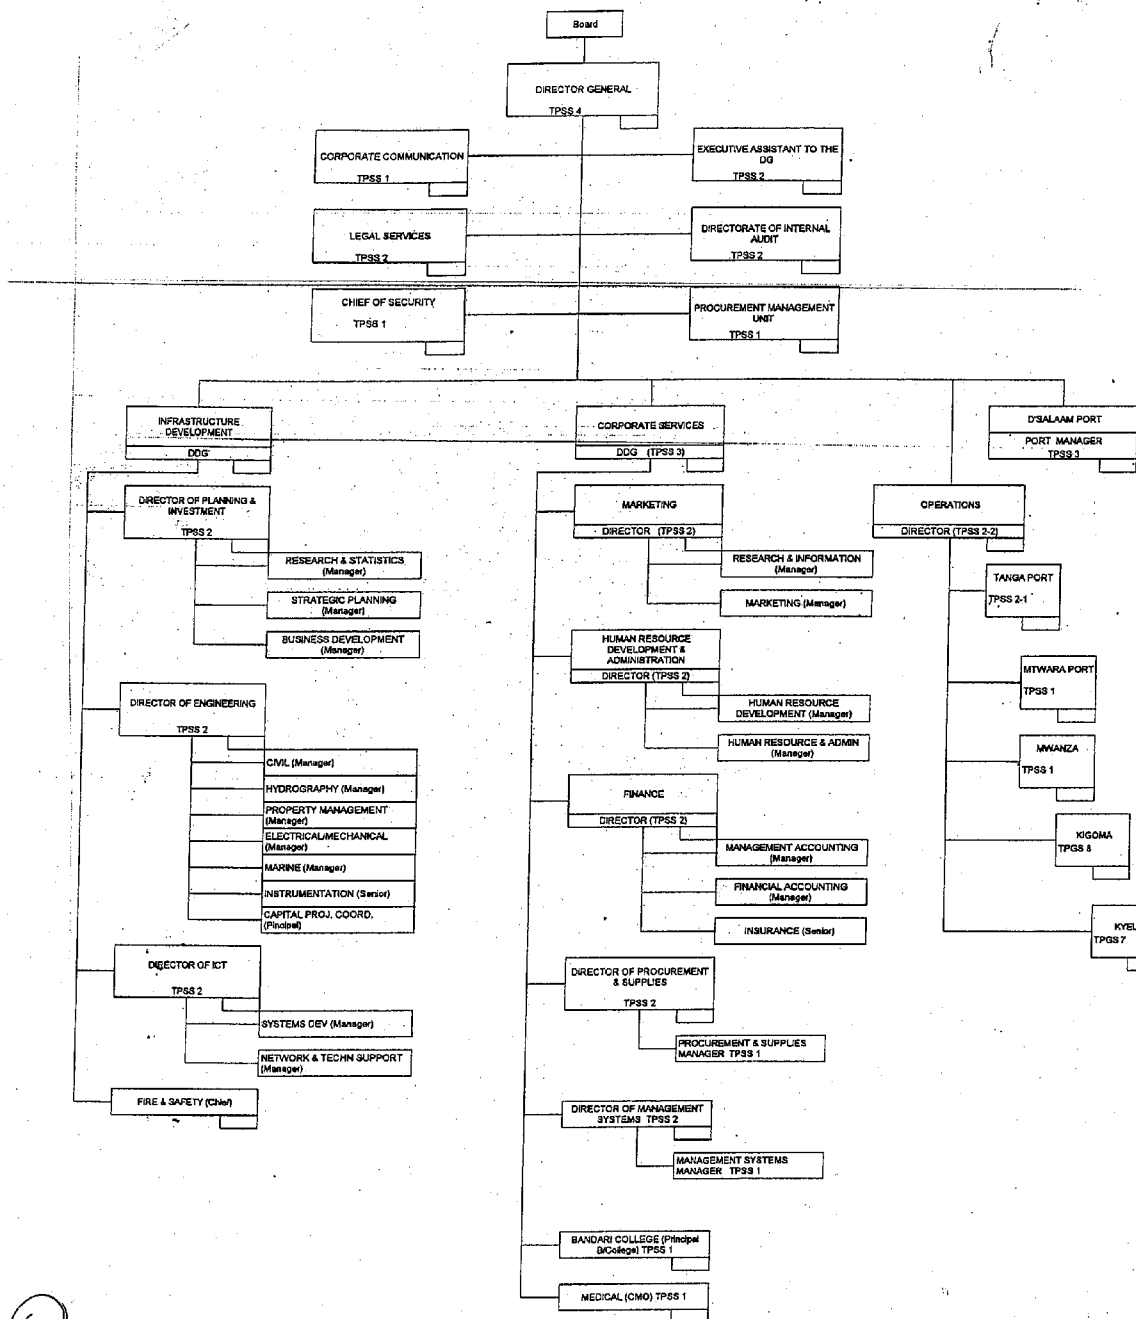 Board
DIRECTOR GENERAL
TPSS 4
CORPORATE COMMUNICATION
TPSS 1
EXECUTIVE ASSISTANT TO THE
DG
TPSS 2
LEGAL SERVICES
TPSS 2
DIRECTORATE OF INTERNAL
AUDIT
TPSS 2
CHIEF OF SECURITY
TPSS 1
PROCUREMENT MANAGEMENT
UNIT
TPSS 1
INFRASTRUCTURE
DEVELOPMENT
DDG
CORPORATE SERVICES
DDG (TPSS 3)
D'SALAAM PORT
PORT MANAGER
TPSS 3
DIRECTOR OF PLANNING &
INVESTMENT
TPSS 2
RESEARCH & STATISTICS
(Manager)
STRATEGIC PLANNING
(Manager)
BUSINESS DEVELOPMENT
(Manager)
DIRECTOR OF ENGINEERING
TPSS 2
CIVIL (Manager)
HYDROGRAPHY (Manager)
PROPERTY MANAGEMENT
(Manager)
ELECTRICAL/MECHANICAL
(Manager)
MARINE (Manager)
INSTRUMENTATION (Senior)
CAPITAL PROJ. COORD.
(Pincipel)
DIRECTOR OF ICT
TPSS 2
SYSTEMS DEV (Manager)
NETWORK & TECHN SUPPORT
(Manager)
FIRE & SAFETY (Chief)
MARKETING
DIRECTOR (TPSS 2)
RESEARCH & INFORMATION
(Manager)
MARKETING (Manager)
HUMAN RESOURCE
DEVELOPMENT &
ADMINISTRATION
DIRECTOR (TPSS 2)
HUMAN RESOURCE
DEVELOPMENT (Manager)
HUMAN RESOURCE & ADMIN
(Manager)
FINANCE
DIRECTOR (TPSS 2)
MANAGEMENT ACCOUNTING
(Manager)
FINANCIAL ACCOUNTING
(Manager)
INSURANCE (Senior)
DIRECTOR OF PROCUREMENT
& SUPPLIES
TPSS 2
PROCUREMENT & SUPPLIES
MANAGER TPSS 1
DIRECTOR OF MANAGEMENT
SYSTEMS TPSS 2
MANAGEMENT SYSTEMS
MANAGER TPSS 1
BANDARI COLLEGE (Principal
B/College) TPSS 1
MEDICAL (CMO) TPSS 1
OPERATIONS
DIRECTOR (TPSS 2-2)
TANGA PORT
TPSS 2-1
MTWARA PORT
TPSS 1
MWANZA
TPSS 1
KIGOMA
TPGS 8
KYEL
TPGS 7